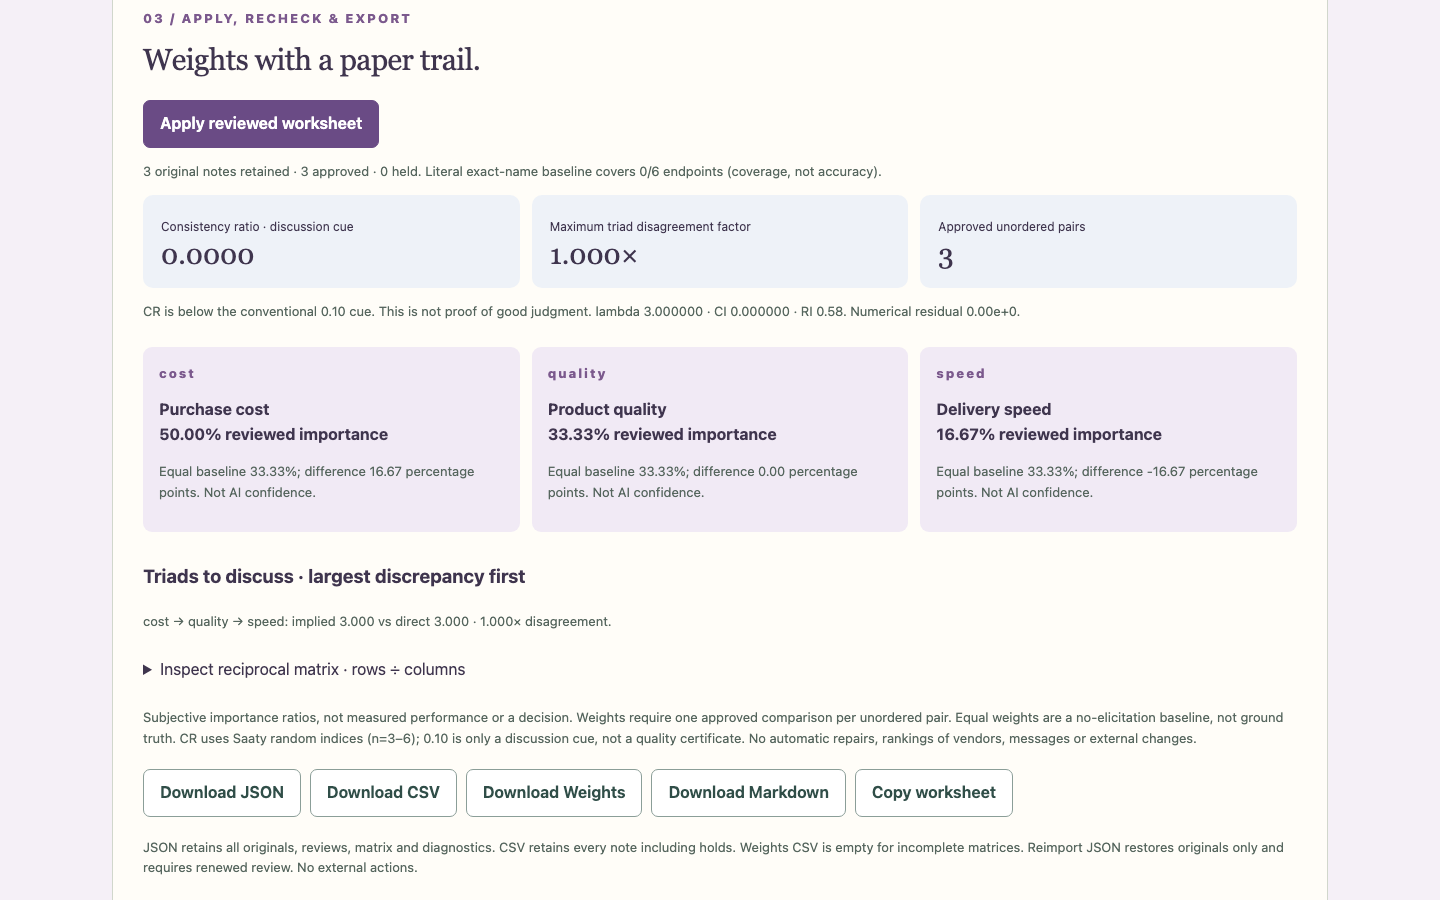 03 / APPLY, RECHECK & EXPORT
Weights with a paper trail.
Apply reviewed worksheet
3 original notes retained · 3 approved · 0 held. Literal exact-name baseline covers 0/6 endpoints (coverage, not accuracy).
Consistency ratio · discussion cue
0.0000
Maximum triad disagreement factor
1.000×
Approved unordered pairs
3
CR is below the conventional 0.10 cue. This is not proof of good judgment. lambda 3.000000 · CI 0.000000 · RI 0.58. Numerical residual 0.00e+0.
cost
Purchase cost
50.00% reviewed importance
Equal baseline 33.33%; difference 16.67 percentage
points. Not AI confidence.
quality
Product quality
33.33% reviewed importance
Equal baseline 33.33%; difference 0.00 percentage
points. Not AI confidence.
speed
Delivery speed
16.67% reviewed importance
Equal baseline 33.33%; difference -16.67 percentage
points. Not AI confidence.
Triads to discuss · largest discrepancy first
cost → quality → speed: implied 3.000 vs direct 3.000 · 1.000× disagreement.
▶ Inspect reciprocal matrix · rows ÷ columns
Subjective importance ratios, not measured performance or a decision. Weights require one approved comparison per unordered pair. Equal weights are a no-elicitation baseline, not ground
truth. CR uses Saaty random indices (n=3–6); 0.10 is only a discussion cue, not a quality certificate. No automatic repairs, rankings of vendors, messages or external changes.
Download JSON
Download CSV
Download Weights
Download Markdown
Copy worksheet
JSON retains all originals, reviews, matrix and diagnostics. CSV retains every note including holds. Weights CSV is empty for incomplete matrices. Reimport JSON restores originals only and
requires renewed review. No external actions.